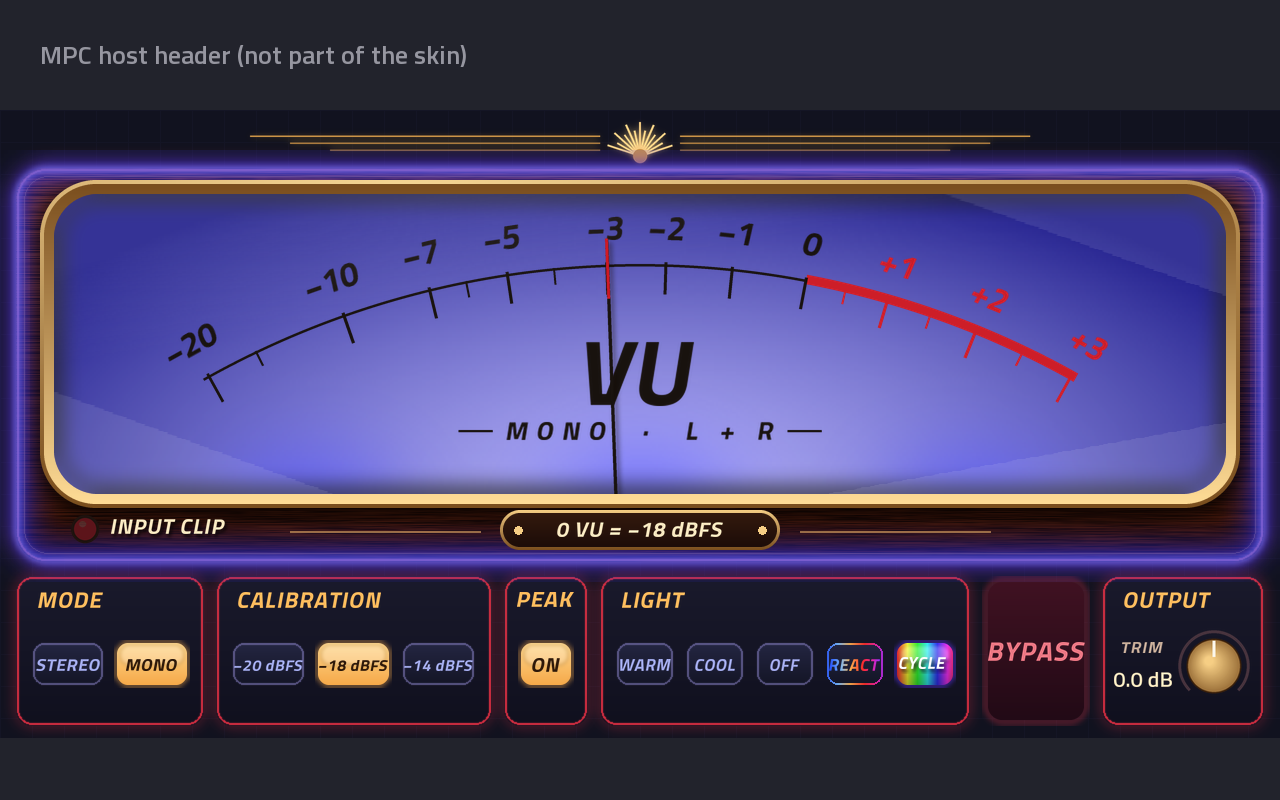 MPC host header (not part of the skin)
−20 −10 −7 −5 −3 −2 −1 0 +1 +2 +3
VU
MONO · L + R
INPUT CLIP
0 VU = −18 dBFS
MODE
STEREO MONO
CALIBRATION
−20 dBFS −18 dBFS −14 dBFS
PEAK
ON
LIGHT
WARM COOL OFF REACT CYCLE
BYPASS
OUTPUT
TRIM
0.0 dB